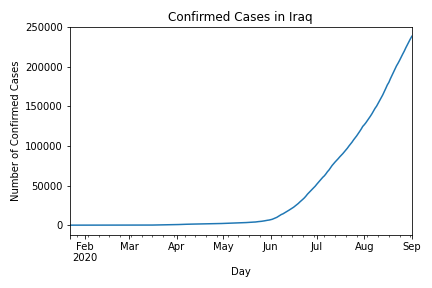 Confirmed Cases in Iraq
250000
200000
150000
100000
50000
0
Number of Confirmed Cases
Feb Mar Apr May Jun Jul Aug Sep
2020
Day